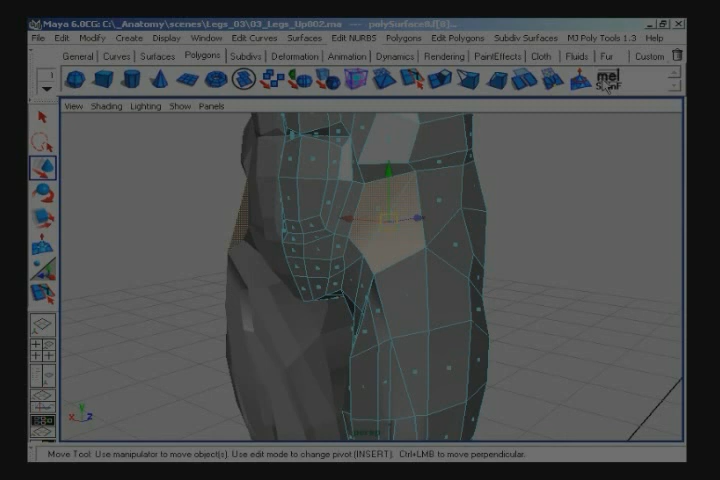 Maya 6.0CG: C:\_Anatomy\scenes\Legs_03\03_Legs_Up002.ma --- polySurface82[8]...
File Edit Modify Create Display Window Edit Curves Surfaces Edit NURBS Polygons Edit Polygons Subdiv Surfaces MJ Poly Tools 1.3 Help
General Curves Surfaces Polygons Subdivs Deformation Animation Dynamics Rendering PaintEffects Cloth Fluids Fur Custom
mel
View Shading Lighting Show Panels
Y
X Z
Move Tool: Use manipulator to move object(s). Use edit mode to change pivot (INSERT). Ctrl+LMB to move perpendicular.